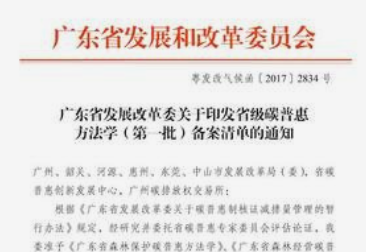 广东省发展和改革委员会
粤发改气候函〔2017〕2834 号
广东省发展改革委关于印发省级碳普惠
方法学（第一批）备案清单的通知
广州、韶关、河源、惠州、东莞、中山市发展改革局（委），省碳
普惠创新发展中心，广州碳排放权交易所：
根据《广东省发展改革委关于碳普惠制核证减排量管理的暂
行办法》规定，经研究并委托省碳普惠专家委员会评估论证，我
委准予《广东省森林保护碳普惠方法学》、《广东省森林经营碳普